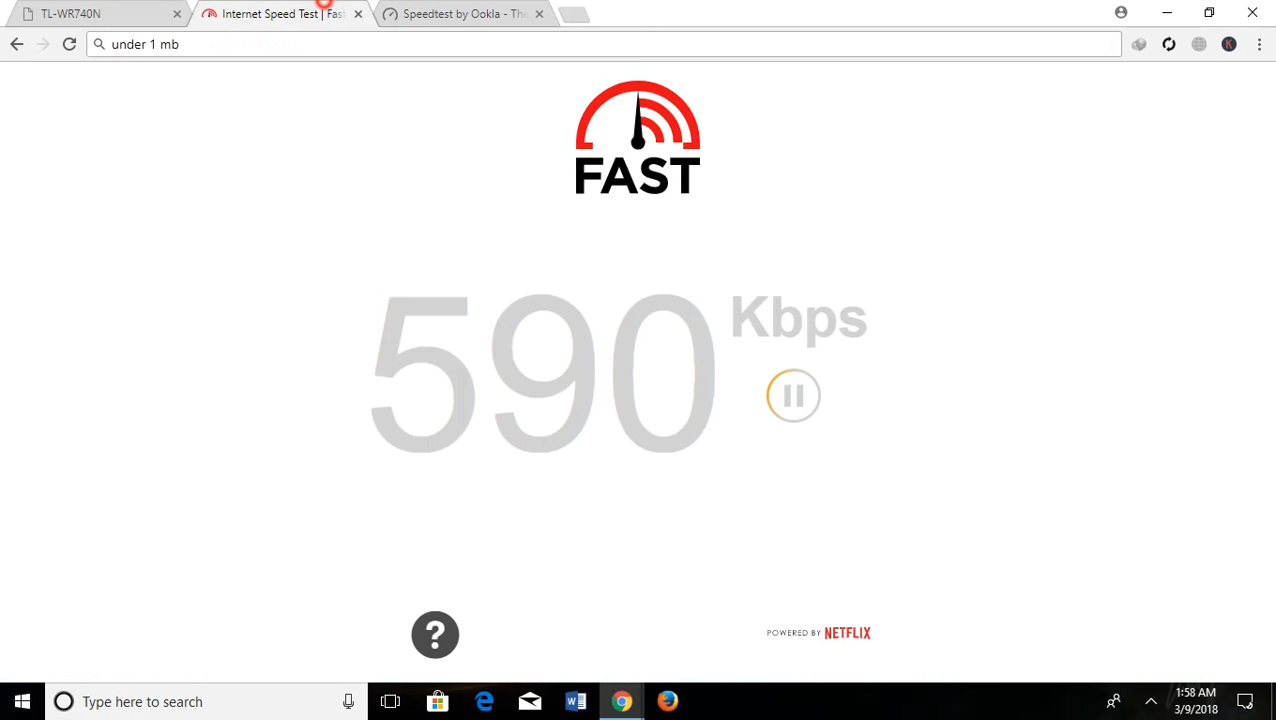 TL-WR740N
Internet Speed Test | Fast
Speedtest by Ookla - The
under 1 mb
FAST
590 Kbps
?
POWERED BY NETFLIX
Type here to search
1:58 AM
3/9/2018